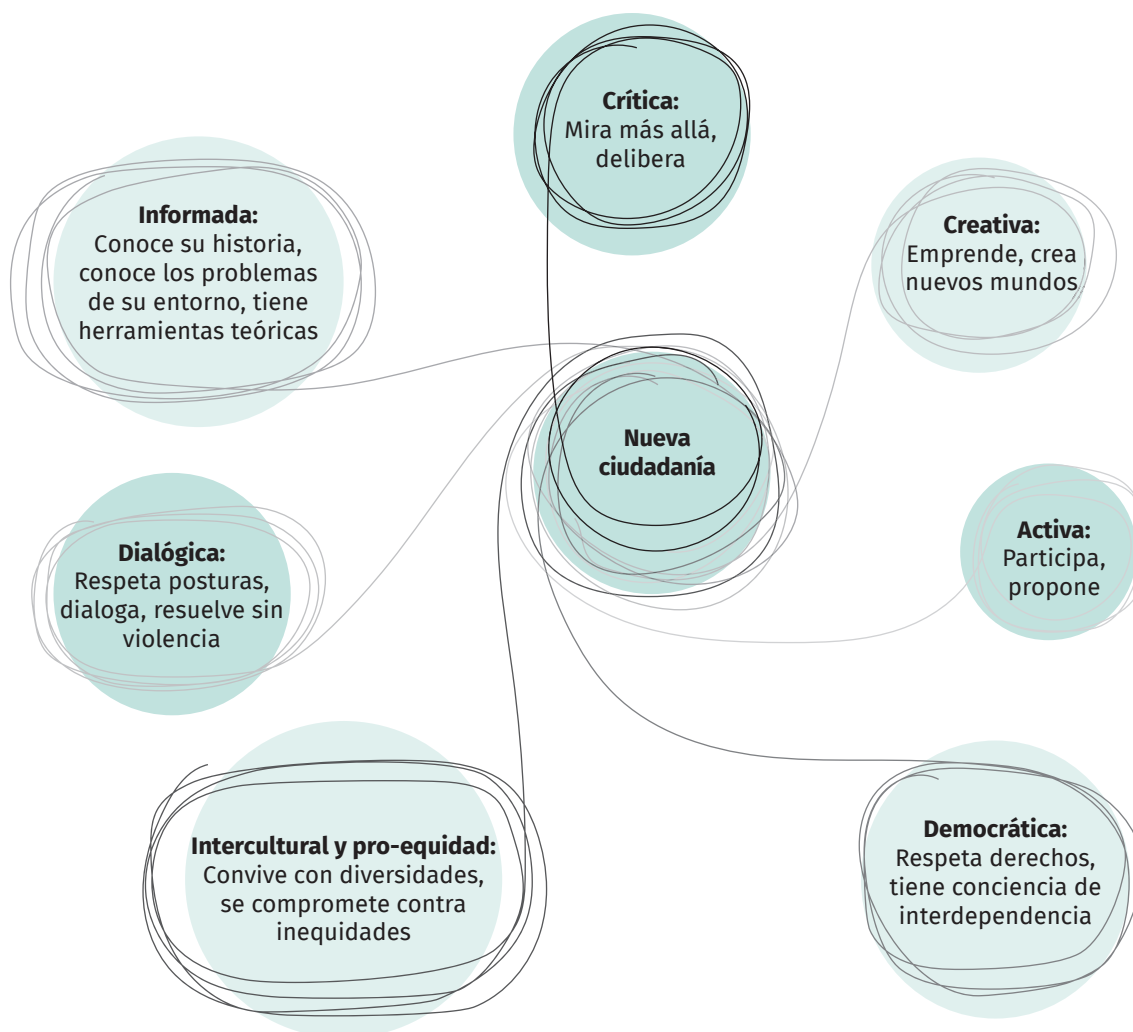 Crítica:
Mira más allá,
delibera
Informada:
Conoce su historia,
conoce los problemas
de su entorno, tiene
herramientas teóricas
Creativa:
Emprende, crea
nuevos mundos
Nueva
ciudadanía
Dialógica:
Respeta posturas,
dialoga, resuelve sin
violencia
Activa:
Participa,
propone
Intercultural y pro-equidad:
Convive con diversidades,
se compromete contra
inequidades
Democrática:
Respeta derechos,
tiene conciencia de
interdependencia